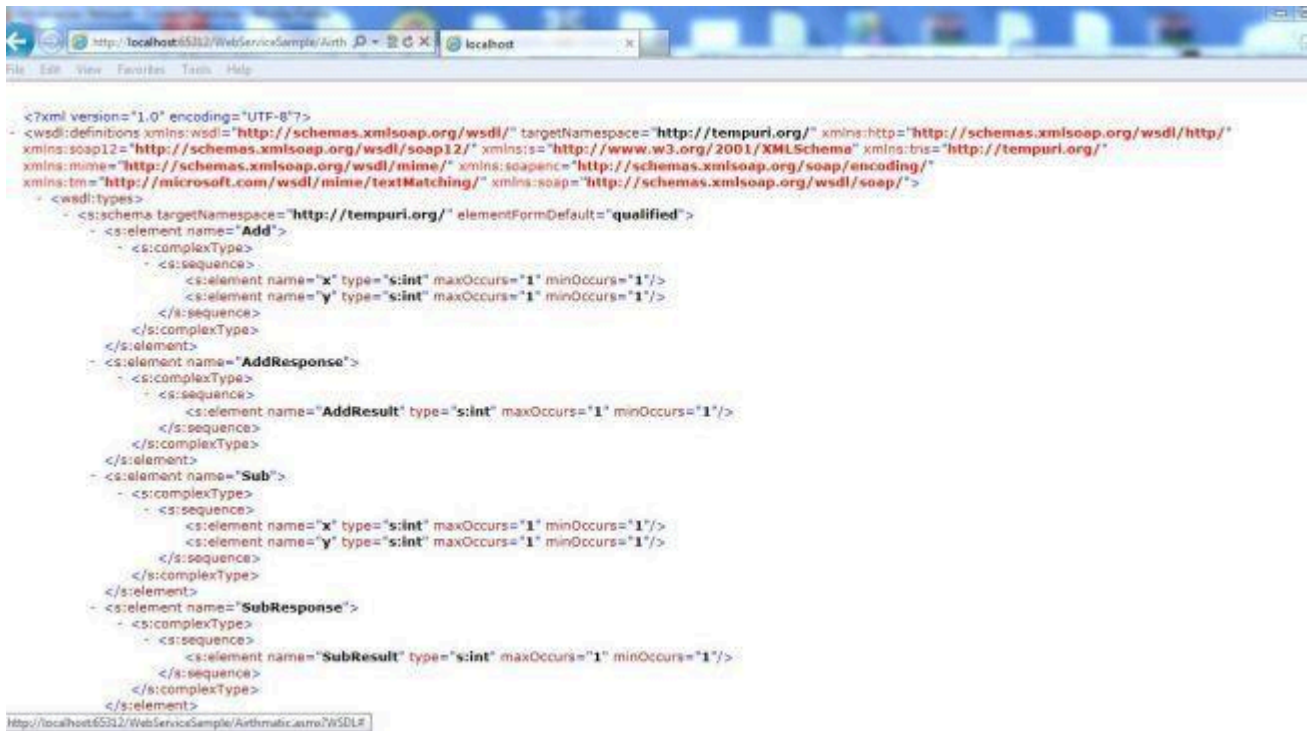 http://localhost:65312/WebServiceSample/Airth
localhost
File Edit View Favorites Tools Help
<?xml version="1.0" encoding="UTF-8"?>
- <wsdl:definitions xmlns:wsdl="http://schemas.xmlsoap.org/wsdl/" targetNamespace="http://tempuri.org/" xmlns:http="http://schemas.xmlsoap.org/wsdl/http/"
xmlns:soap12="http://schemas.xmlsoap.org/wsdl/soap12/" xmlns:s="http://www.w3.org/2001/XMLSchema" xmlns:tns="http://tempuri.org/"
xmlns:mime="http://schemas.xmlsoap.org/wsdl/mime/" xmlns:soapenc="http://schemas.xmlsoap.org/soap/encoding/"
xmlns:tm="http://microsoft.com/wsdl/mime/textMatching/" xmlns:soap="http://schemas.xmlsoap.org/wsdl/soap/">
- <wsdl:types>
- <s:schema targetNamespace="http://tempuri.org/" elementFormDefault="qualified">
- <s:element name="Add">
- <s:complexType>
- <s:sequence>
<s:element name="x" type="s:int" maxOccurs="1" minOccurs="1"/>
<s:element name="y" type="s:int" maxOccurs="1" minOccurs="1"/>
</s:sequence>
</s:complexType>
</s:element>
- <s:element name="AddResponse">
- <s:complexType>
- <s:sequence>
<s:element name="AddResult" type="s:int" maxOccurs="1" minOccurs="1"/>
</s:sequence>
</s:complexType>
</s:element>
- <s:element name="Sub">
- <s:complexType>
- <s:sequence>
<s:element name="x" type="s:int" maxOccurs="1" minOccurs="1"/>
<s:element name="y" type="s:int" maxOccurs="1" minOccurs="1"/>
</s:sequence>
</s:complexType>
</s:element>
- <s:element name="SubResponse">
- <s:complexType>
- <s:sequence>
<s:element name="SubResult" type="s:int" maxOccurs="1" minOccurs="1"/>
</s:sequence>
</s:complexType>
</s:element>
http://localhost:65312/WebServiceSample/Airthmatic.asmx?WSDL#